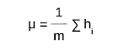 μ = 1/m ∑ hᵢ